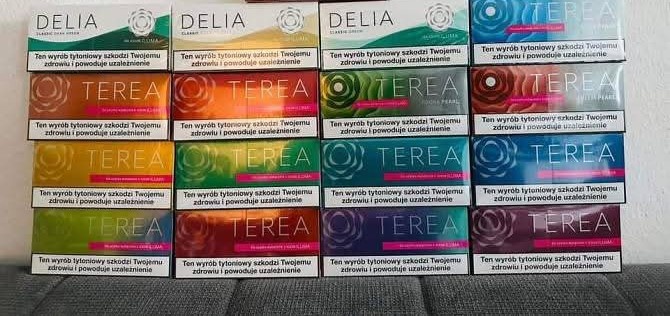 DELIA
DELIA
DELIA
Ten wyrób tytoniowy szkodzi Twojemu
zdrowiu i powoduje uzależnienie
Ten wyrób tytoniowy szkodzi Twojemu
zdrowiu i powoduje uzależnienie
Ten wyrób tytoniowy szkodzi Twojemu
zdrowiu i powoduje uzależnienie
Ten wyrób tytoniowy szkodzi Twojemu
zdrowiu i powoduje uzależnienie
TEREA
TEREA
TEREA
PEARL
TEREA
PEARL
Ten wyrób tytoniowy szkodzi Twojemu
zdrowiu i powoduje uzależnienie
Ten wyrób tytoniowy szkodzi Twojemu
zdrowiu i powoduje uzależnienie
Ten wyrób tytoniowy szkodzi Twojemu
zdrowiu i powoduje uzależnienie
Ten wyrób tytoniowy szkodzi Twojemu
zdrowiu i powoduje uzależnienie
TEREA
TEREA
TEREA
TEREA
Ten wyrób tytoniowy szkodzi Twojemu
zdrowiu i powoduje uzależnienie
Ten wyrób tytoniowy szkodzi Twojemu
zdrowiu i powoduje uzależnienie
Ten wyrób tytoniowy szkodzi Twojemu
zdrowiu i powoduje uzależnienie
Ten wyrób tytoniowy szkodzi Twojemu
zdrowiu i powoduje uzależnienie
TEREA
TEREA
TEREA
TEREA
Ten wyrób tytoniowy szkodzi Twojemu
zdrowiu i powoduje uzależnienie
Ten wyrób tytoniowy szkodzi Twojemu
zdrowiu i powoduje uzależnienie
Ten wyrób tytoniowy szkodzi Twojemu
zdrowiu i powoduje uzależnienie
Ten wyrób tytoniowy szkodzi Twojemu
zdrowiu i powoduje uzależnienie